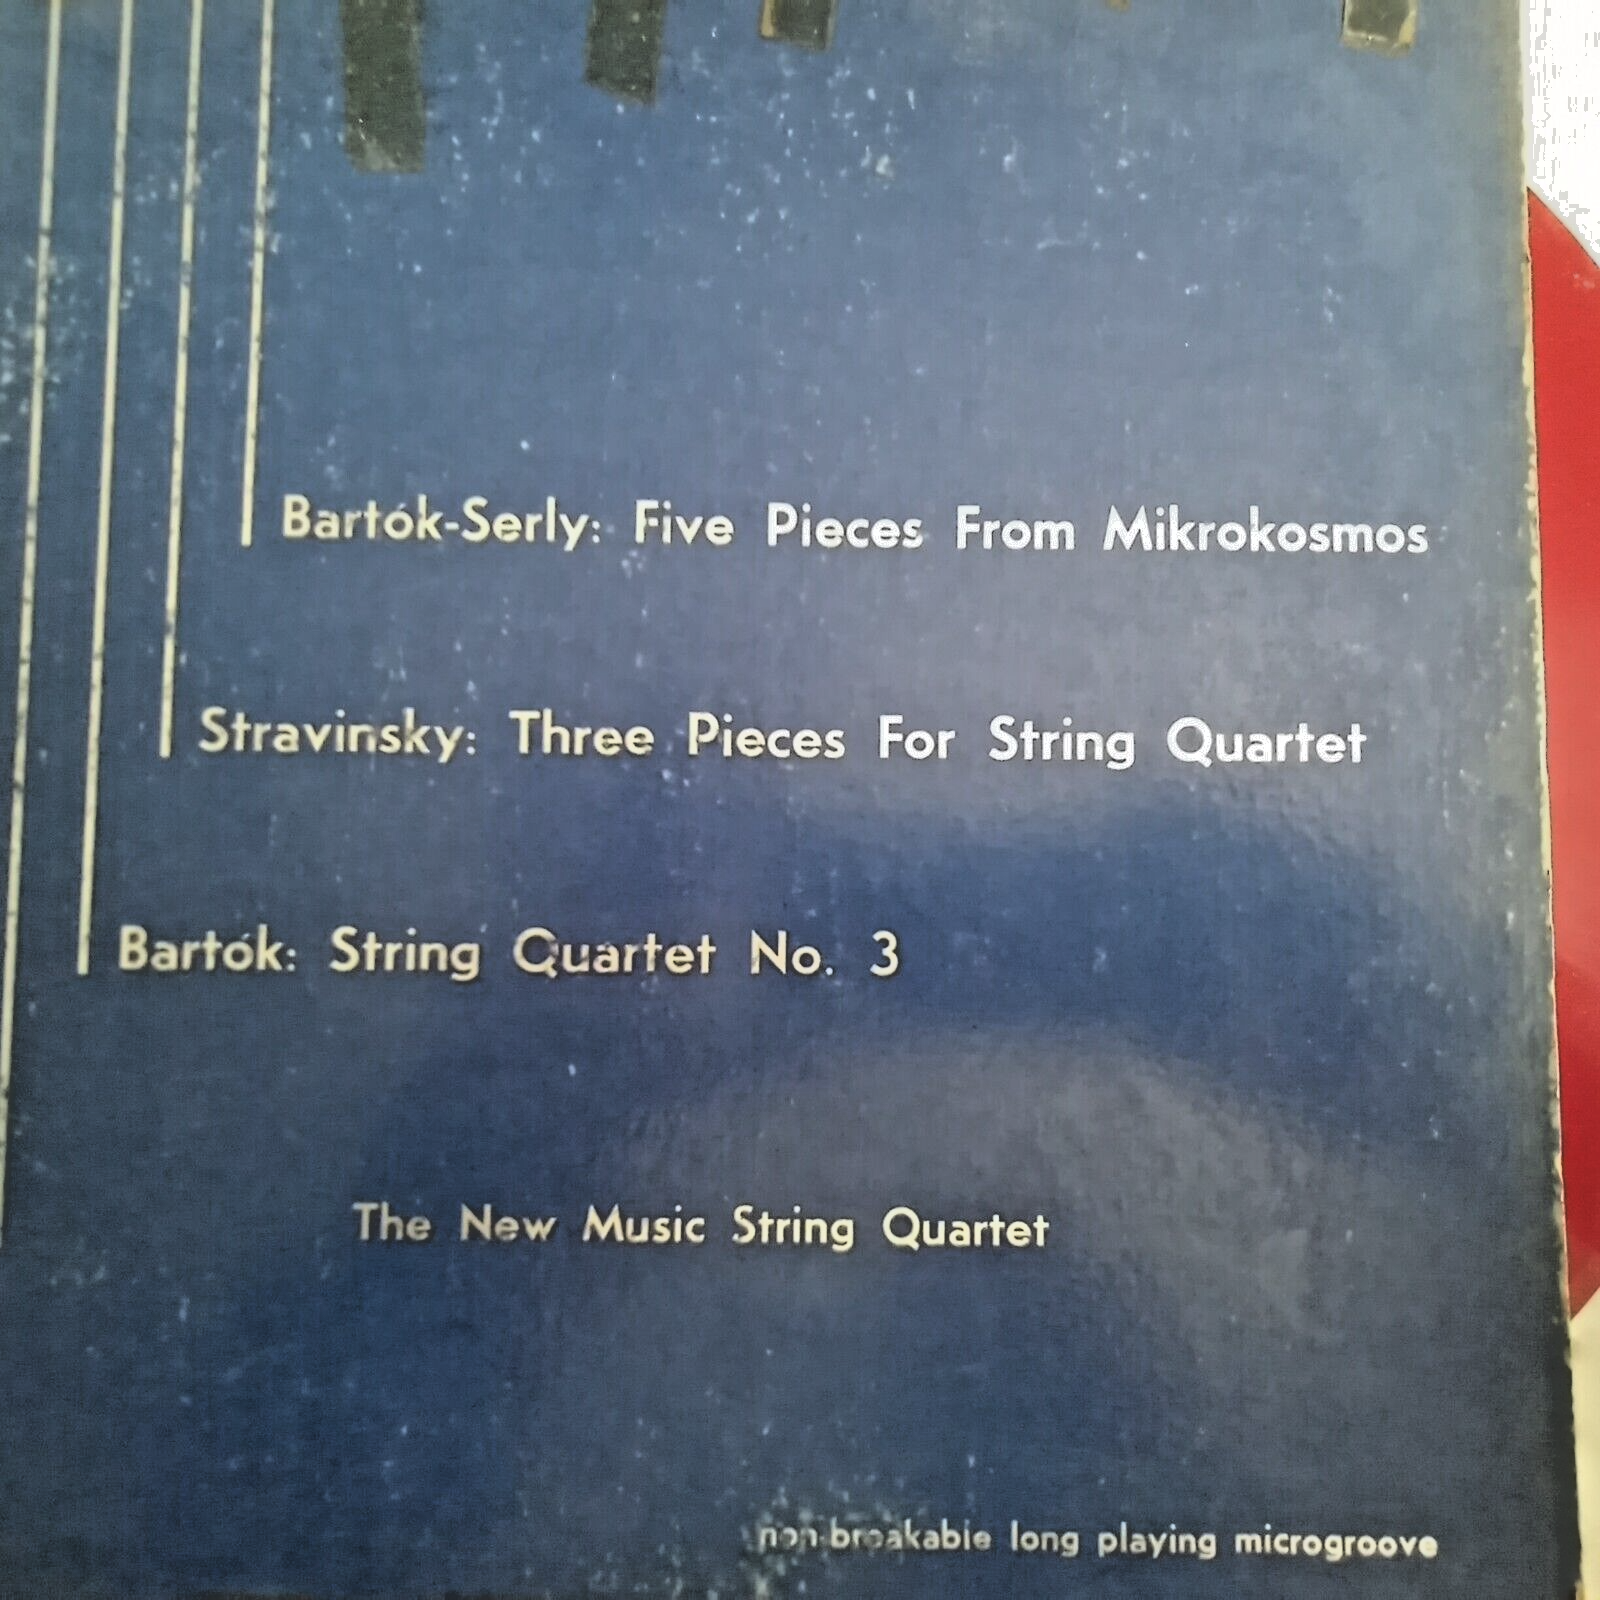 Bartók-Serly: Five Pieces From Mikrokosmos
Stravinsky: Three Pieces For String Quartet
Bartók: String Quartet No. 3
The New Music String Quartet
non-breakable long playing microgroove